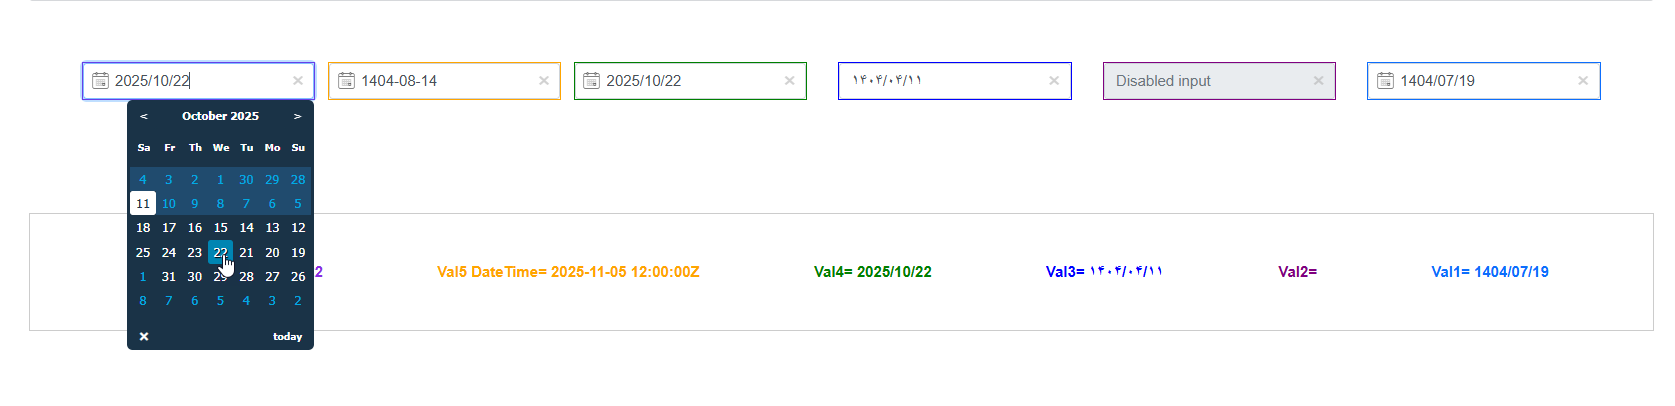 2025/10/22 × 1404-08-14 × 2025/10/22 × ۱۴۰۴/۰۴/۱۱ × Disabled input × 1404/07/19 ×
< October 2025 >
Sa Fr Th We Tu Mo Su
4 3 2 1 30 29 28
11 10 9 8 7 6 5
18 17 16 15 14 13 12
25 24 23 22 21 20 19
1 31 30 29 28 27 26
8 7 6 5 4 3 2
× today
2 Val5 DateTime= 2025-11-05 12:00:00Z Val4= 2025/10/22 Val3= ۱۴۰۴/۰۴/۱۱ Val2= Val1= 1404/07/19